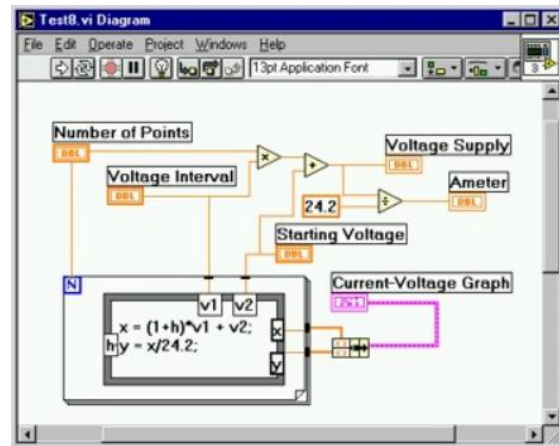 Test8.vi Diagram
File Edit Operate Project Windows Help
13pt Application Font
3
Number of Points
DBL
Voltage Interval
DBL
×
+
Voltage Supply
DBL
÷
Ameter
DBL
24.2
Starting Voltage
DBL
N
v1 v2
x = (1+h)*v1 + v2;
h y = x/24.2;
x
y
Current-Voltage Graph